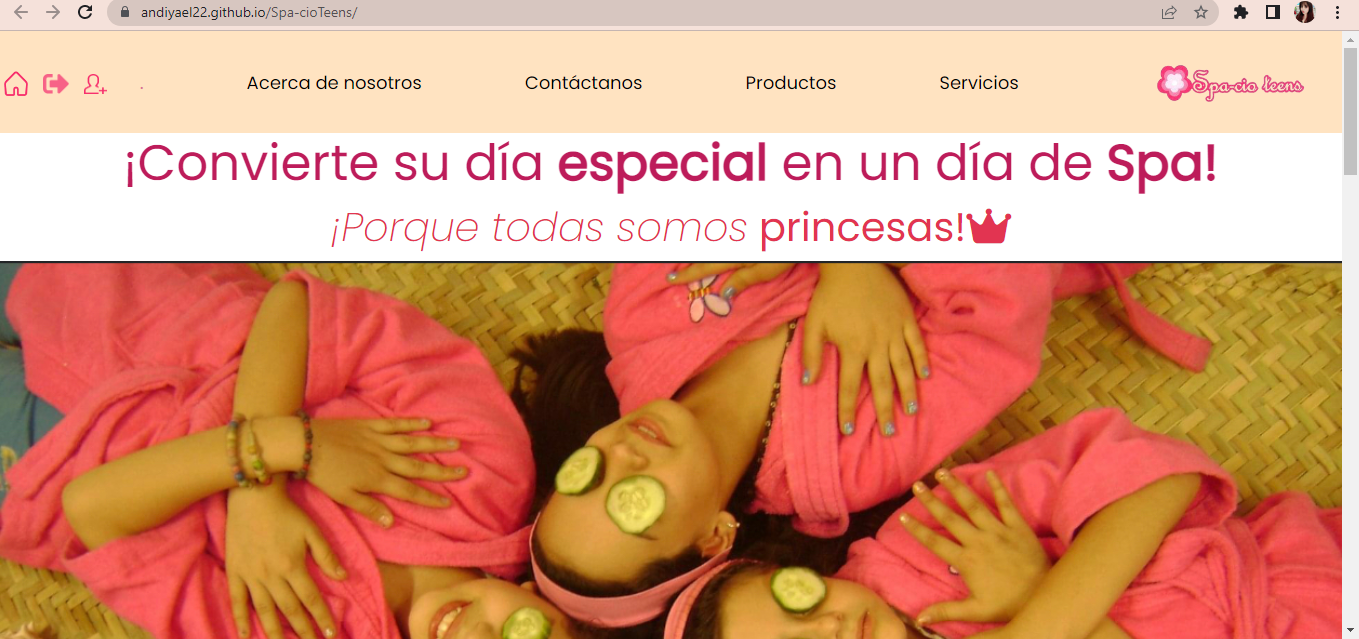 andiyael22.github.io/Spa-cioTeens/
Acerca de nosotros
Contáctanos
Productos
Servicios
Spa-cio teens
¡Convierte su día especial en un día de Spa!
¡Porque todas somos princesas!